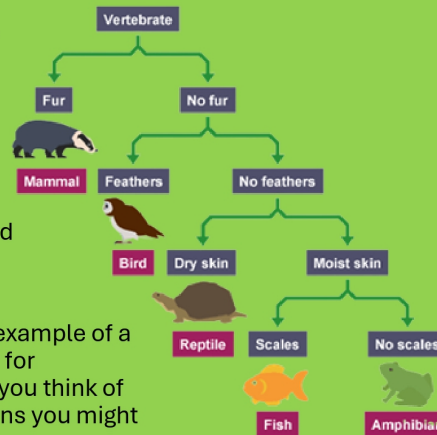 Vertebrate
Fur No fur
Mammal Feathers No feathers
d
Bird Dry skin Moist skin
example of a
Reptile Scales No scales
for
you think of
ns you might
Fish Amphibian